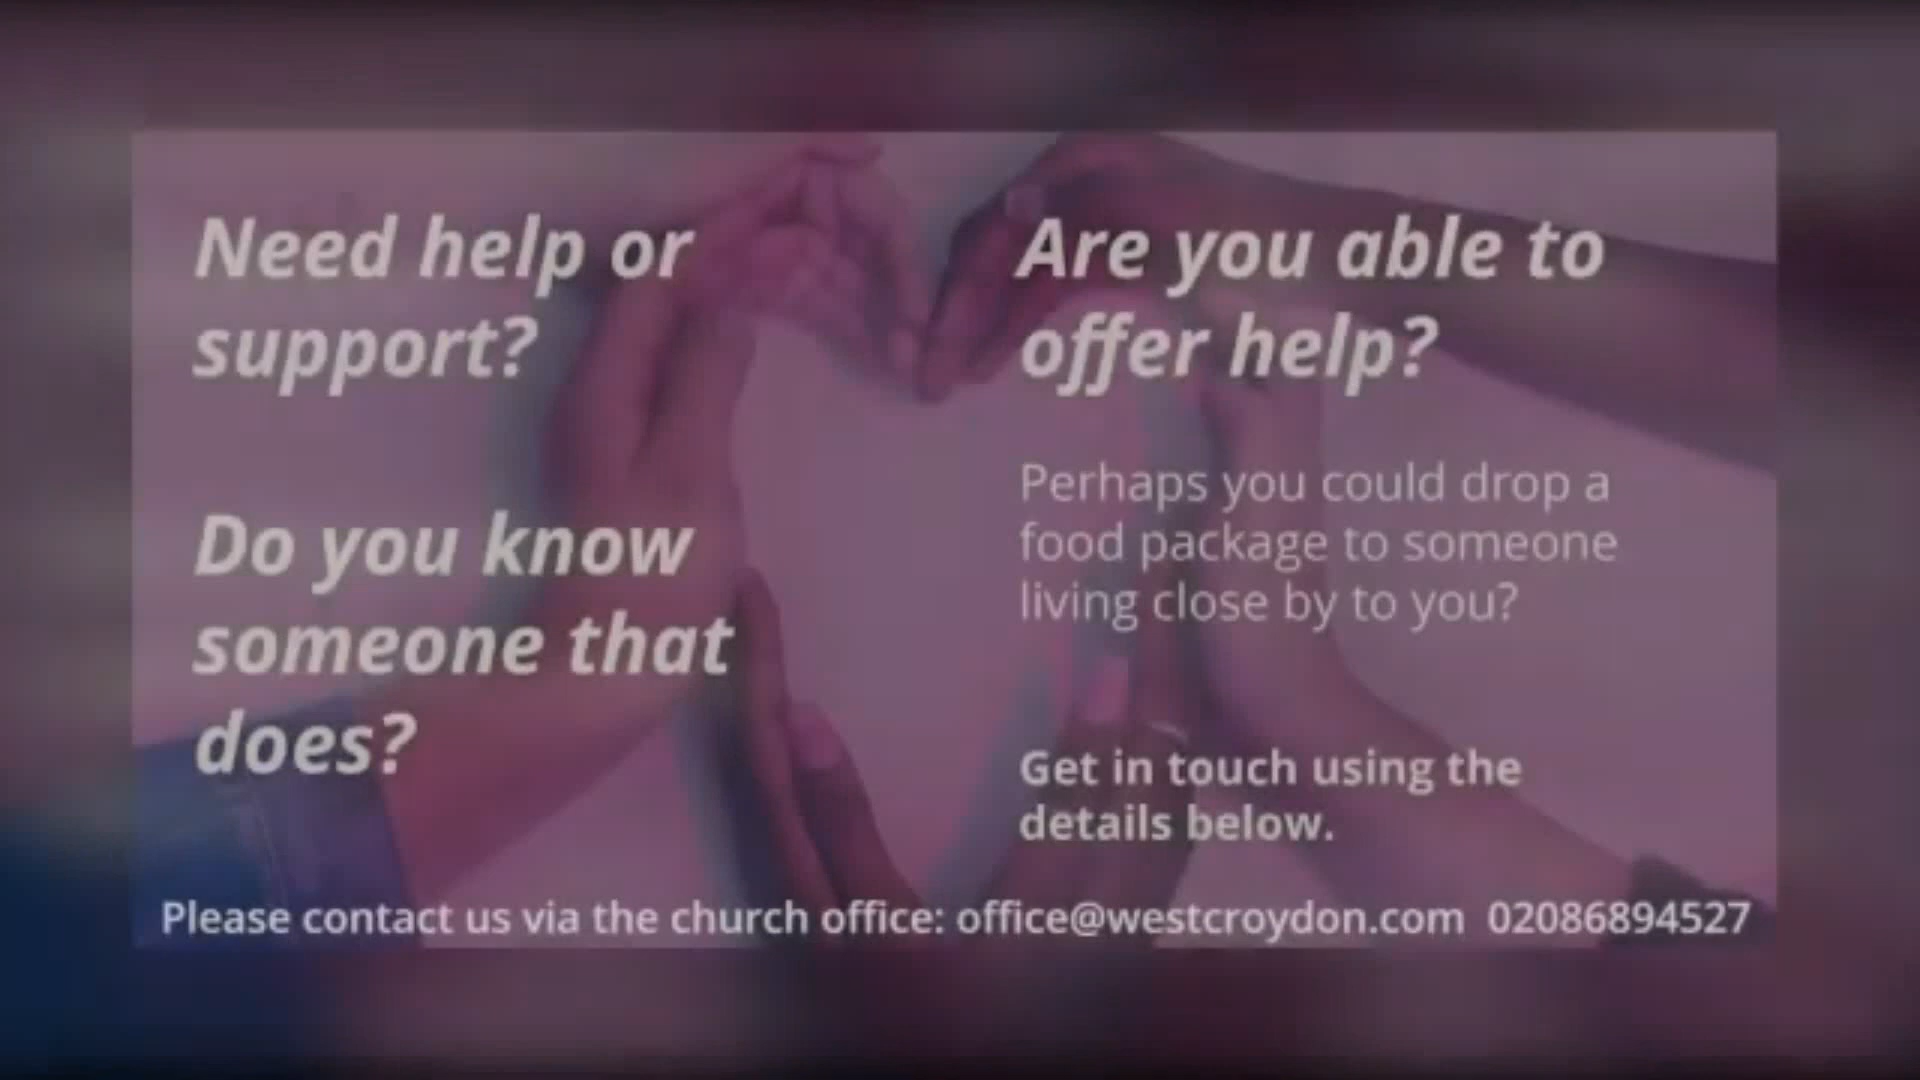 Need help or
support?
Do you know
someone that
does?
Are you able to
offer help?
Perhaps you could drop a
food package to someone
living close by to you?
Get in touch using the
details below.
Please contact us via the church office: office@westcroydon.com 02086894527